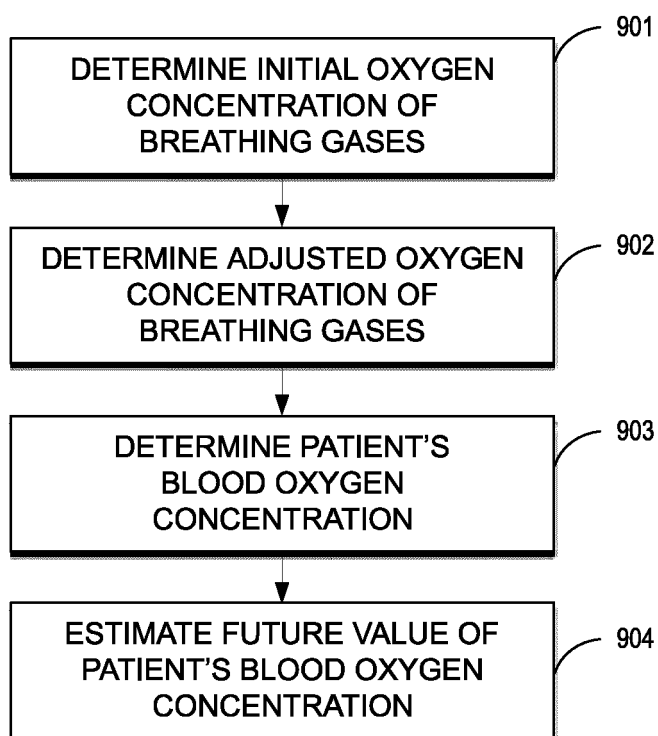 901
DETERMINE INITIAL OXYGEN
CONCENTRATION OF
BREATHING GASES
902
DETERMINE ADJUSTED OXYGEN
CONCENTRATION OF
BREATHING GASES
903
DETERMINE PATIENT'S
BLOOD OXYGEN
CONCENTRATION
904
ESTIMATE FUTURE VALUE OF
PATIENT'S BLOOD OXYGEN
CONCENTRATION